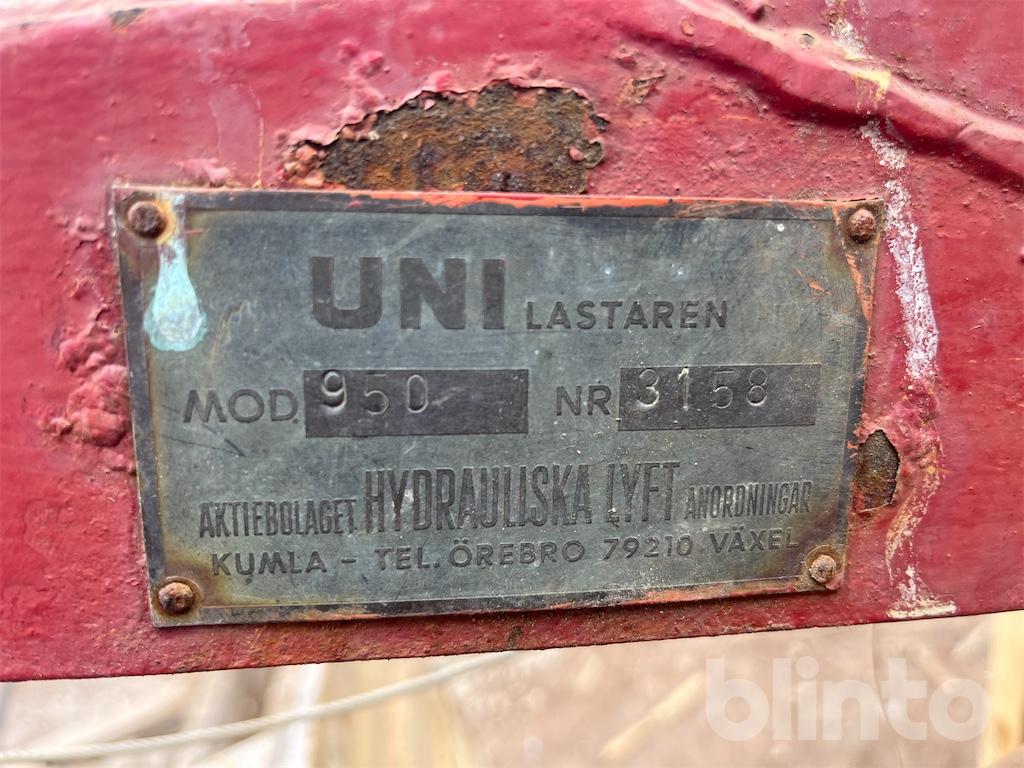 UNI LASTAREN
MOD. 950 NR. 3158
AKTIEBOLAGET HYDRAULISKA LYFT ANORDNINGAR
KUMLA - TEL. ÖREBRO 79210 VÄXEL
blinto